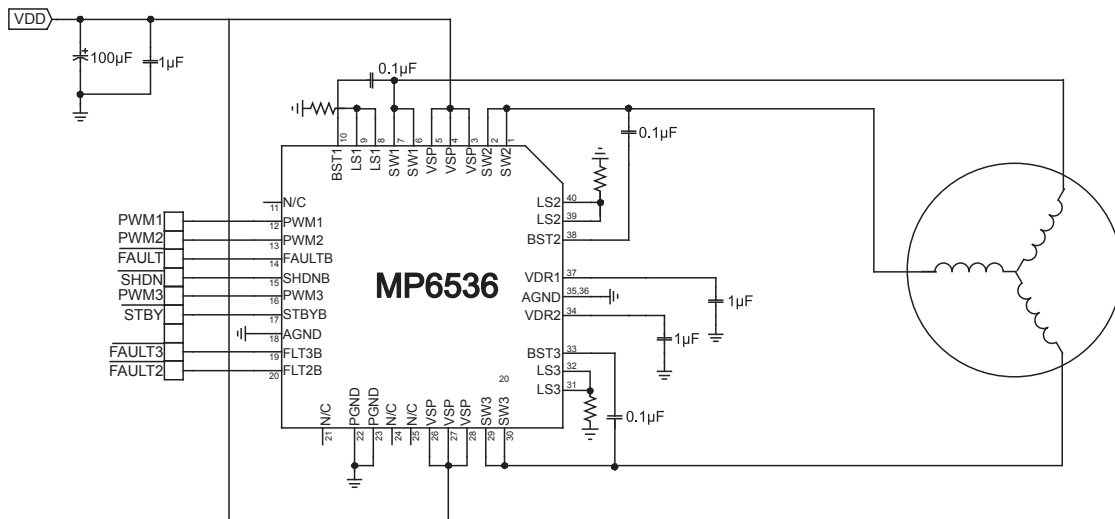 VDD
100µF
1µF
0.1µF
10 9 8 7 6 5 4 3 2 1
BST1 LS1 LS1 SW1 SW1 VSP VSP VSP SW2 SW2
0.1µF
11 N/C
PWM1 12 PWM1
PWM2 13 PWM2
FAULT 14 FAULTB
SHDN 15 SHDNB
PWM3 16 PWM3
STBY 17 STBYB
18 AGND
FAULT3 19 FLT3B
FAULT2 20 FLT2B
MP6536
LS2 40
LS2 39
BST2 38
VDR1 37
1µF
AGND 35,36
VDR2 34
1µF
BST3 33
LS3 32
LS3 31
0.1µF
20
N/C PGND PGND N/C N/C VSP VSP VSP SW3 SW3
21 22 23 24 25 26 27 28 29 30